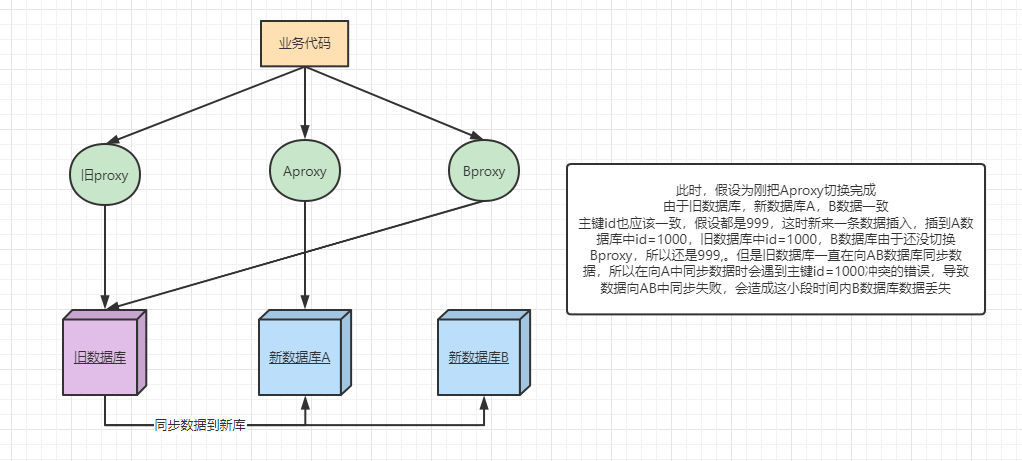 业务代码
旧proxy
Aproxy
Bproxy
此时，假设为刚把Aproxy切换完成
由于旧数据库，新数据库A，B数据一致
主键id也应该一致，假设都是999，这时新来一条数据插入，插到A数
据库中id=1000，旧数据库中id=1000，B数据库由于还没切换
Bproxy，所以还是999,。但是旧数据库一直在向AB数据库同步数
据，所以在向A中同步数据时会遇到主键id=1000冲突的错误，导致
数据向AB中同步失败，会造成这小段时间内B数据库数据丢失
旧数据库
新数据库A
新数据库B
同步数据到新库